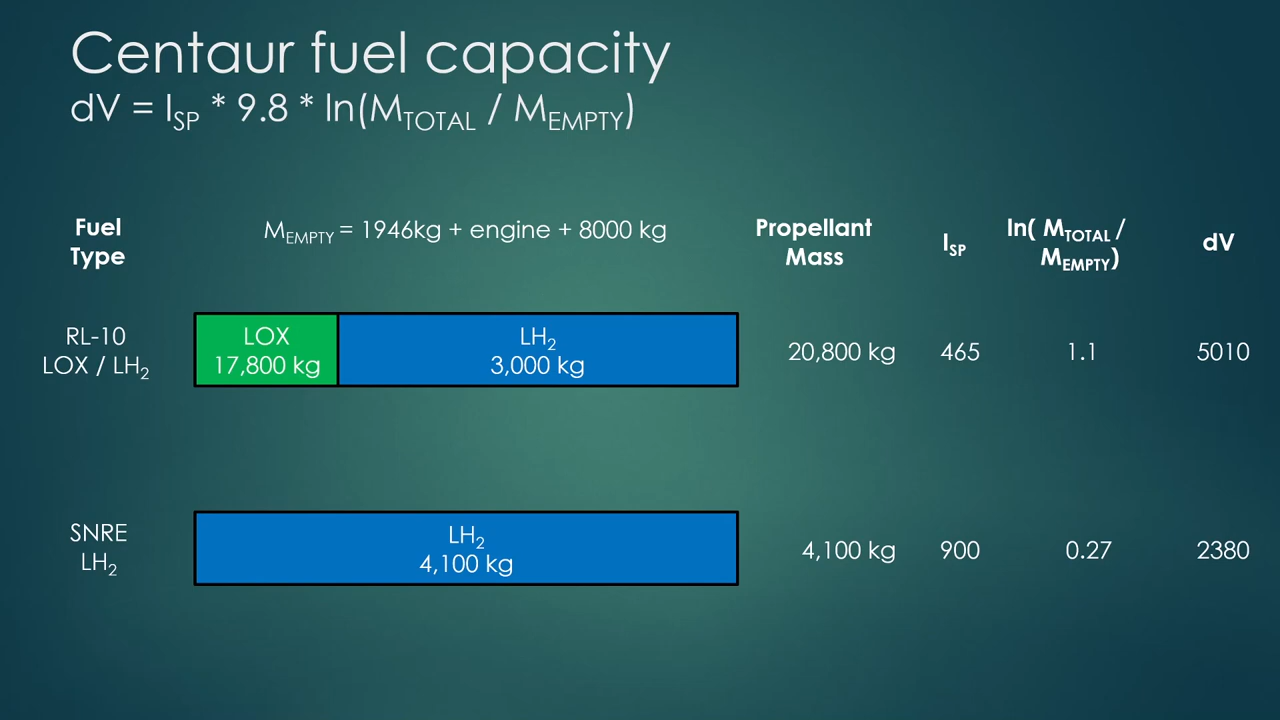 Centaur fuel capacity
dV = I_SP * 9.8 * ln(M_TOTAL / M_EMPTY)
Fuel
Type
M_EMPTY = 1946kg + engine + 8000 kg
Propellant
Mass
I_SP
ln( M_TOTAL /
M_EMPTY)
dV
RL-10
LOX / LH₂
LOX
17,800 kg
LH₂
3,000 kg
20,800 kg
465
1.1
5010
SNRE
LH₂
LH₂
4,100 kg
4,100 kg
900
0.27
2380